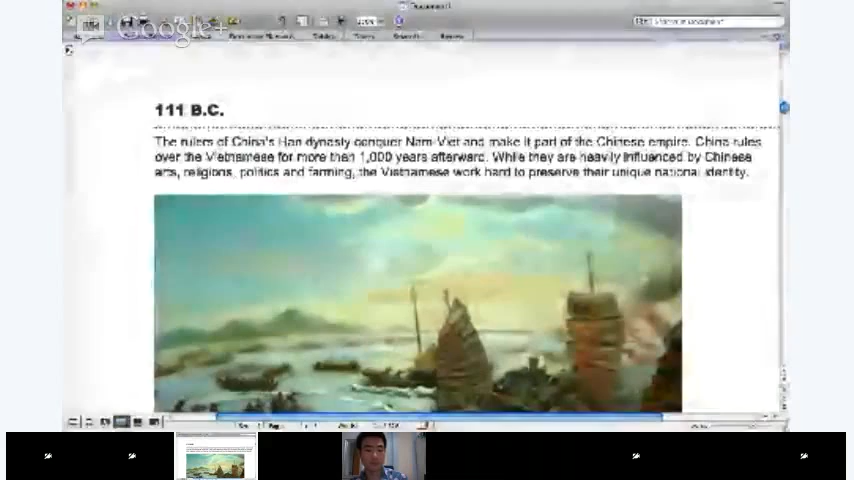 Document1
Google+
111 B.C.
The rulers of China's Han dynasty conquer Nam-Viet and make it part of the Chinese empire. China rules
over the Vietnamese for more than 1,000 years afterward. While they are heavily influenced by Chinese
arts, religions, politics and farming, the Vietnamese work hard to preserve their unique national identity.